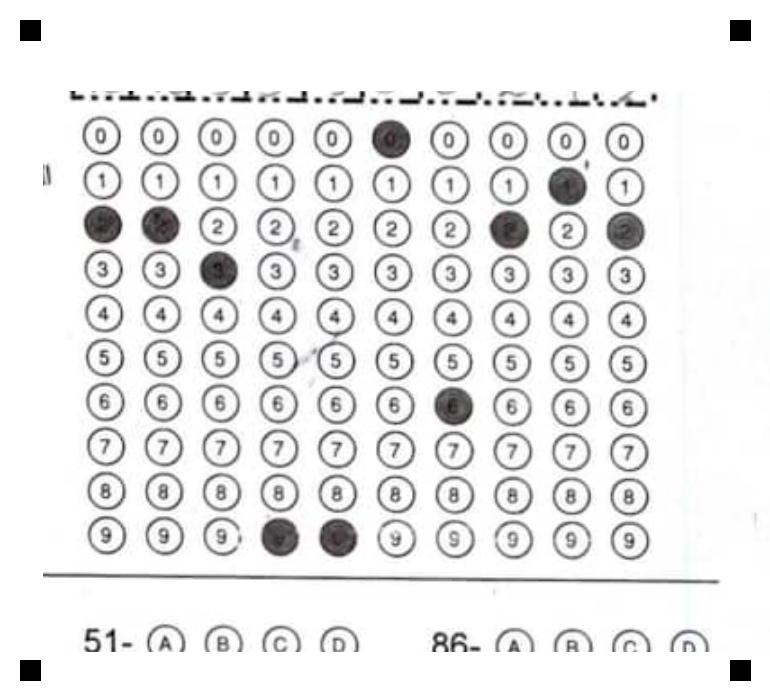 0 0 0 0 0 0 0 0 0 0
1 1 1 1 1 1 1 1 1 1
2 2 2 2 2 2 2 2 2 2
3 3 3 3 3 3 3 3 3 3
4 4 4 4 4 4 4 4 4 4
5 5 5 5 5 5 5 5 5 5
6 6 6 6 6 6 6 6 6 6
7 7 7 7 7 7 7 7 7 7
8 8 8 8 8 8 8 8 8 8
9 9 9 9 9 9 9 9 9 9
51- A B C D 86- A B C D